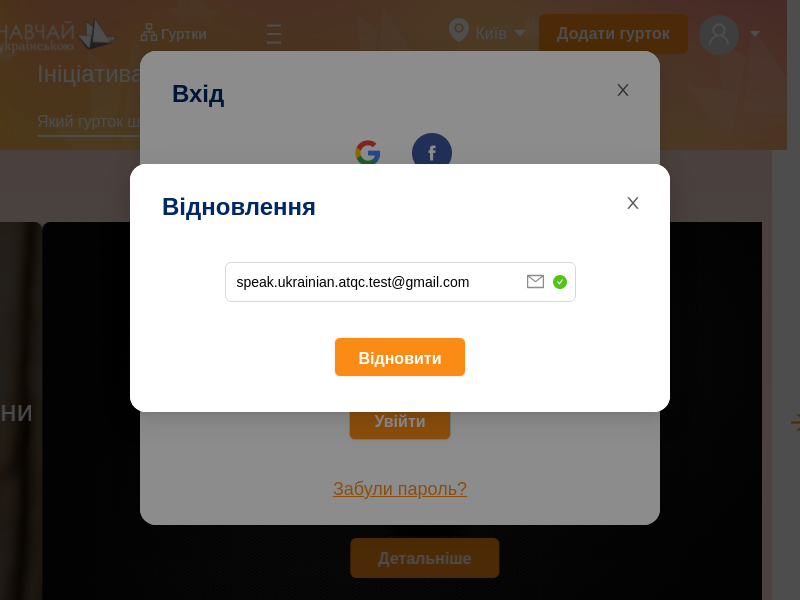 НАВЧАЙ
українською
Гуртки
Київ
Додати гурток
Ініціатива
Який гурток ш
Вхід
Відновлення
speak.ukrainian.atqc.test@gmail.com
Відновити
ни
Увійти
Забули пароль?
Детальніше